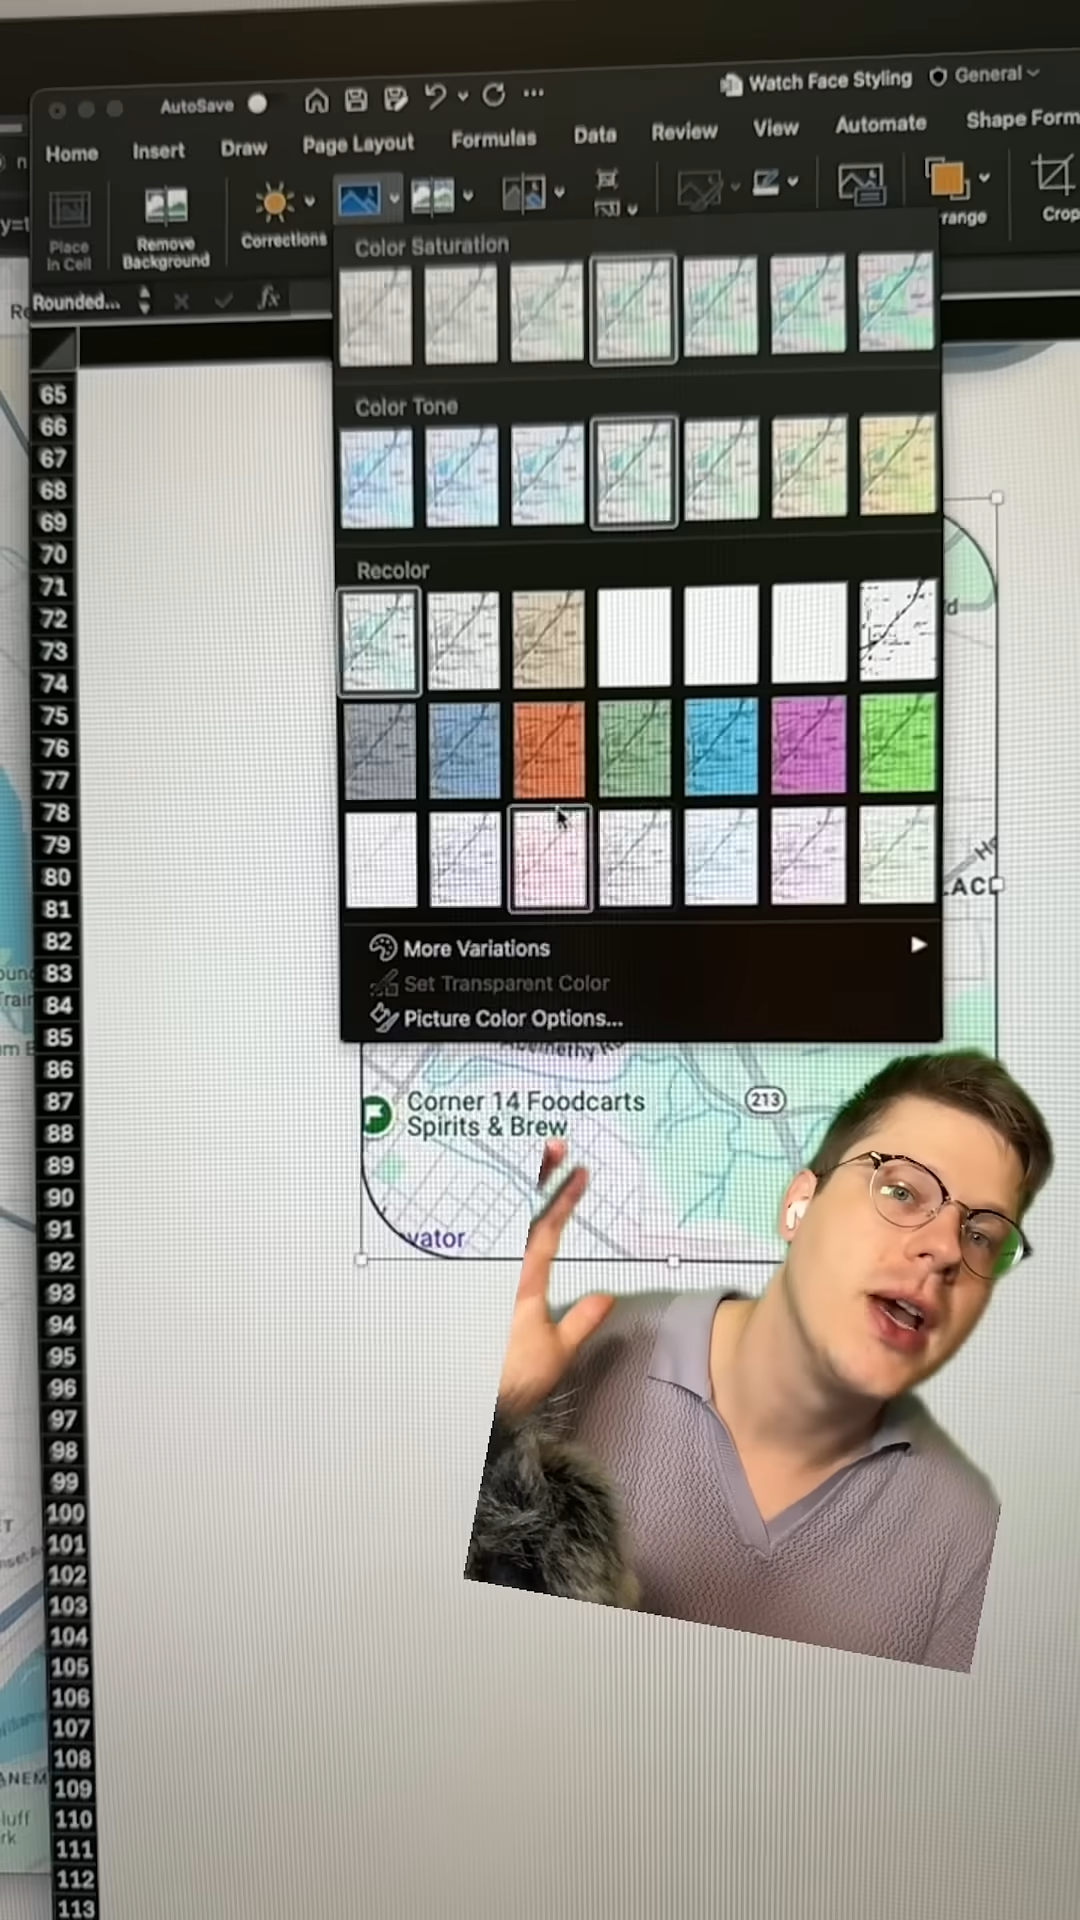 AutoSave
Watch Face Styling
General
Home
Insert
Draw
Page Layout
Formulas
Data
Review
View
Automate
Shape Form
Place
In Cell
Remove
Background
Corrections
range
Crop
Rounded...
fx
Color Saturation
Color Tone
Recolor
More Variations
Set Transparent Color
Picture Color Options...
65
66
67
68
69
70
71
72
73
74
75
76
77
78
79
80
81
82
83
84
85
86
87
88
89
90
91
92
93
94
95
96
97
98
99
100
101
102
103
104
105
106
107
108
109
110
111
112
113
Corner 14 Foodcarts
Spirits & Brew
213
vator
ANEM
luff
rk